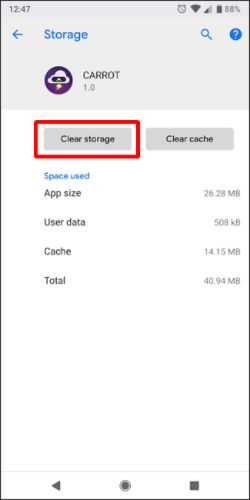 12:47 88%
Storage
CARROT
1.0
Clear storage Clear cache
Space used
App size 26.28 MB
User data 508 kB
Cache 14.15 MB
Total 40.94 MB